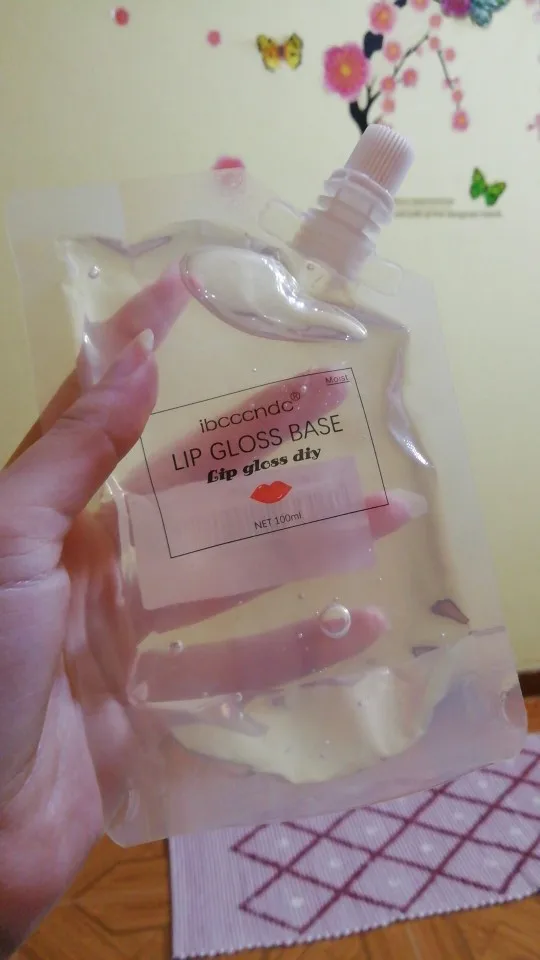 Moist
ibcccndc®
LIP GLOSS BASE
Lip gloss diy
NET 100ml